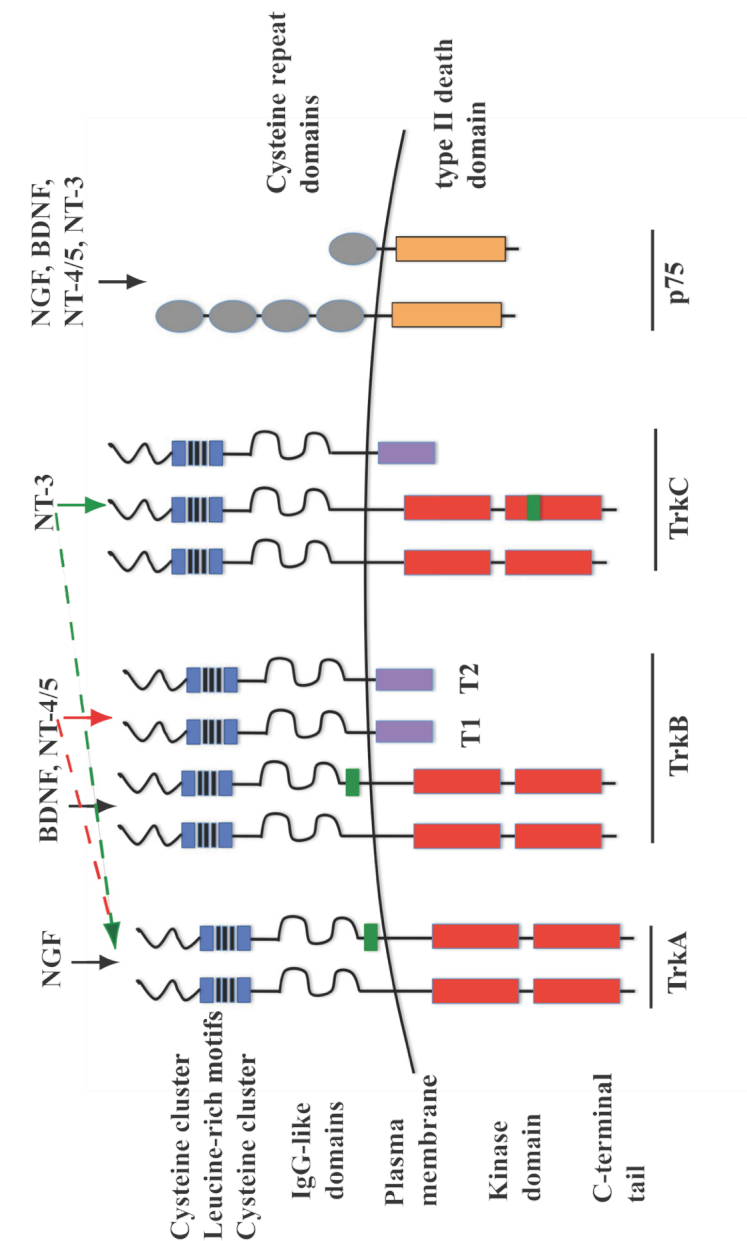 NGF
BDNF, NT-4/5
NT-3
NGF, BDNF,
NT-4/5, NT-3
Cysteine cluster
Leucine-rich motifs
Cysteine cluster
IgG-like
domains
Plasma
membrane
Kinase
domain
C-terminal
tail
Cysteine repeat
domains
type II death
domain
T1
T2
TrkA
TrkB
TrkC
p75